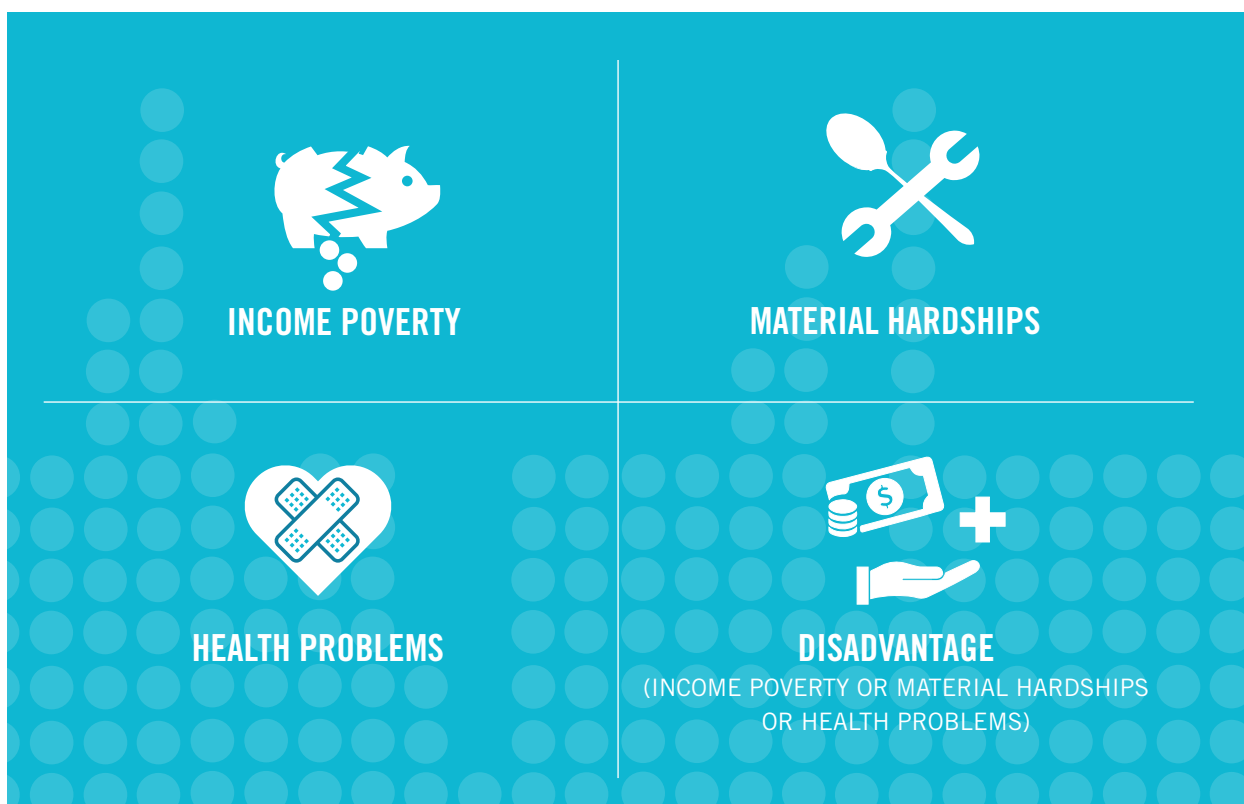 INCOME POVERTY
MATERIAL HARDSHIPS
$
HEALTH PROBLEMS
DISADVANTAGE
(INCOME POVERTY OR MATERIAL HARDSHIPS
OR HEALTH PROBLEMS)